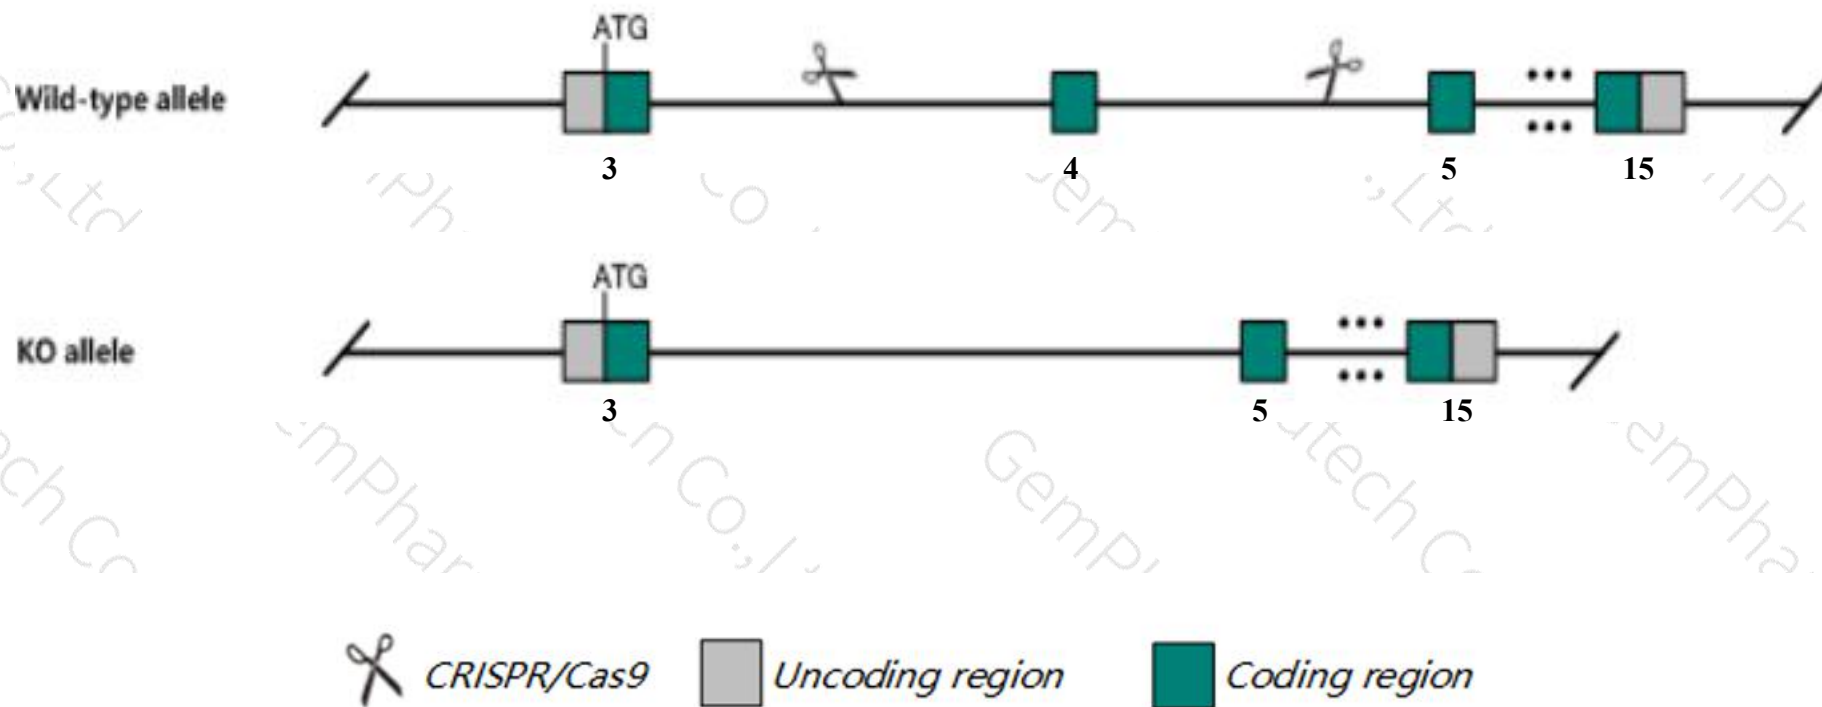 ATG
Wild-type allele
3 4 5 15
ATG
KO allele
3 5 15
CRISPR/Cas9 Uncoding region Coding region